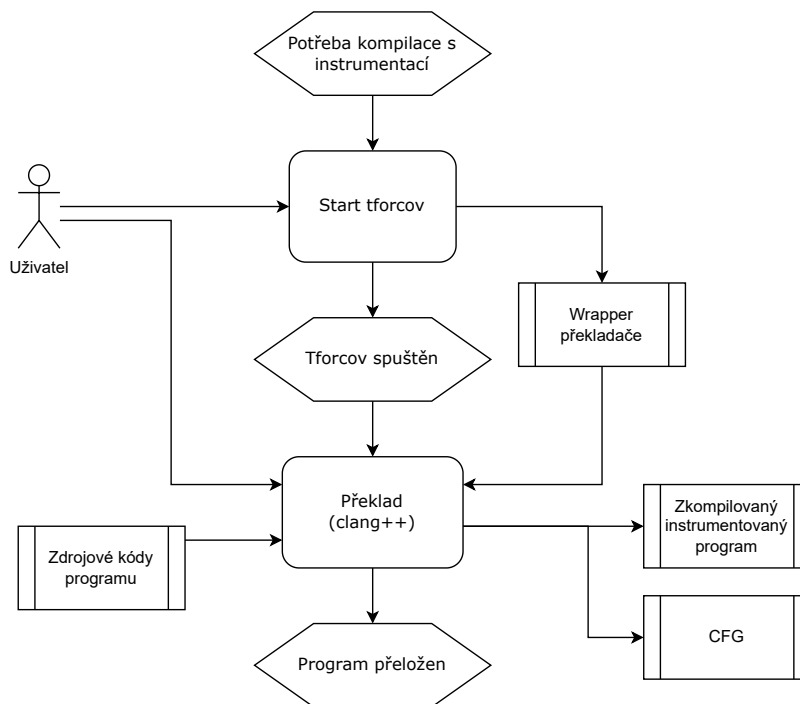 Potřeba kompilace s
instrumentací
Start tforcov
Uživatel
Wrapper
překladače
Tforcov spuštěn
Překlad
(clang++)
Zkompilovaný
instrumentovaný
program
Zdrojové kódy
programu
CFG
Program přeložen